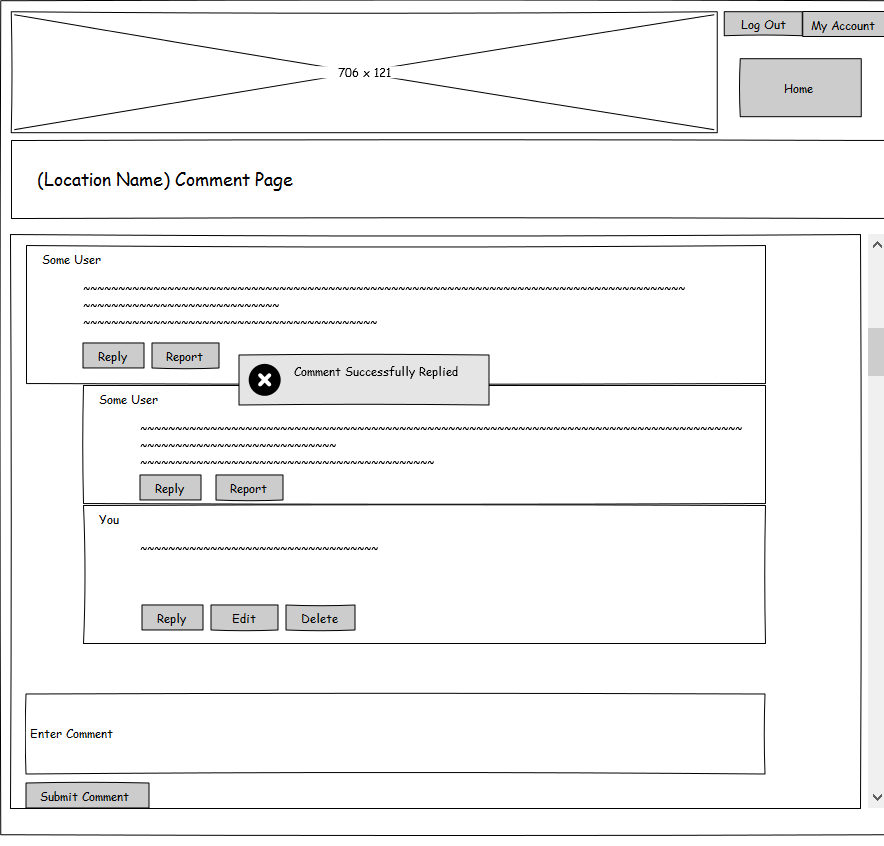 Log Out
My Account
706 x 121
Home
(Location Name) Comment Page
Some User
~~~~~~~~~~~~~~~~~~~~~~~~~~~~~~~~~~~~~~~~~~~~~~~~~~~~~~~~~~~~~~~~~~~~~~~~~~~~~~~~~~~~~~
~~~~~~~~~~~~~~~~~~~~~~~~~~~~
~~~~~~~~~~~~~~~~~~~~~~~~~~~~~~~~~~~~~~~~~~
Reply
Report
Comment Successfully Replied
Some User
~~~~~~~~~~~~~~~~~~~~~~~~~~~~~~~~~~~~~~~~~~~~~~~~~~~~~~~~~~~~~~~~~~~~~~~~~~~~~~~~~~~~~~
~~~~~~~~~~~~~~~~~~~~~~~~~~~~
~~~~~~~~~~~~~~~~~~~~~~~~~~~~~~~~~~~~~~~~~~
Reply
Report
You
~~~~~~~~~~~~~~~~~~~~~~~~~~~~~~~~~~
Reply
Edit
Delete
Enter Comment
Submit Comment